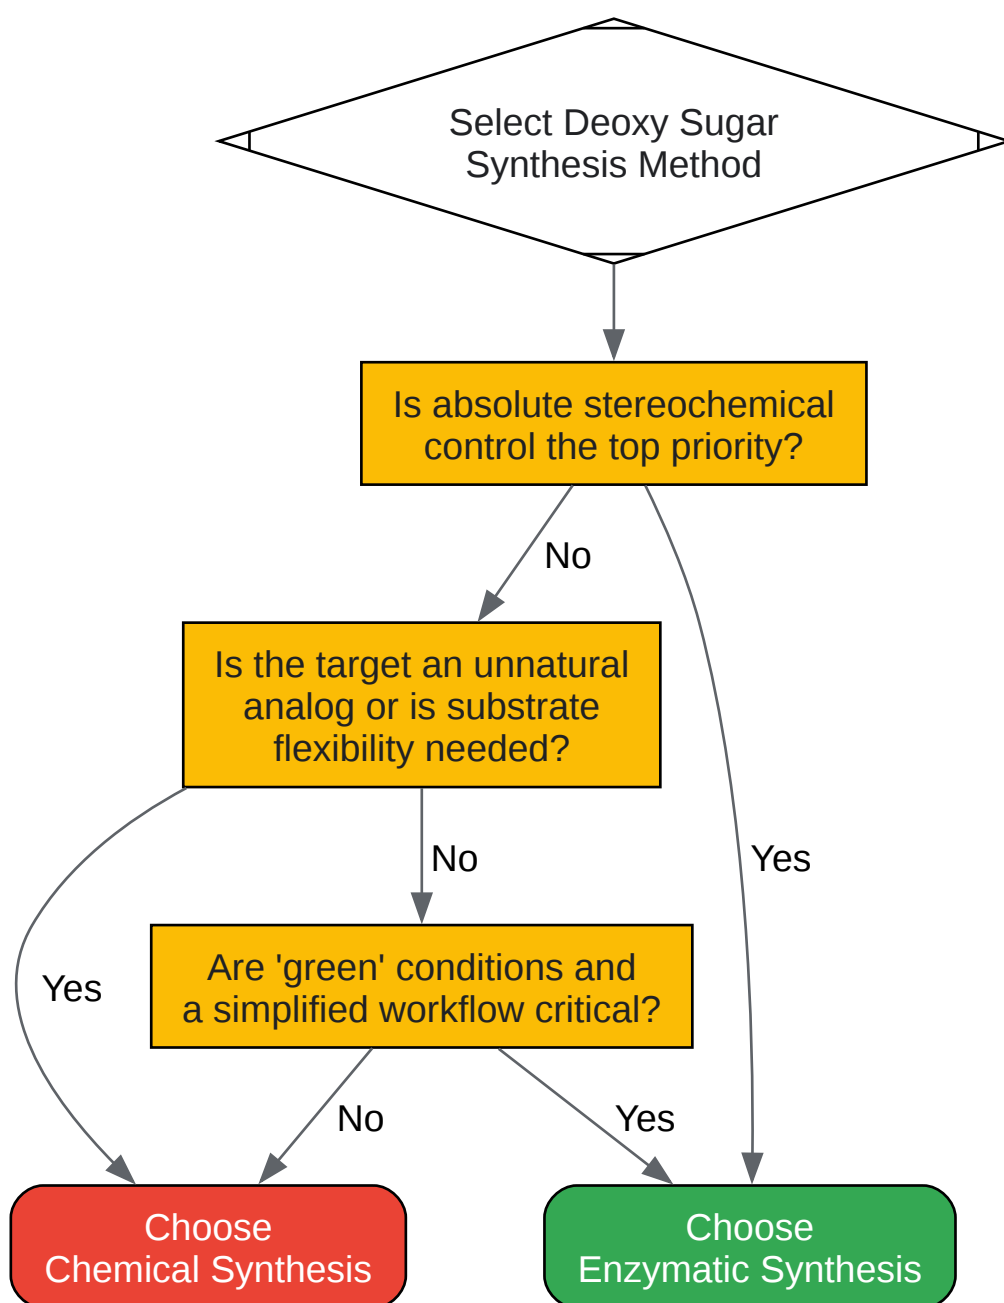 Select Deoxy Sugar
Synthesis Method
Is absolute stereochemical
control the top priority?
No
Is the target an unnatural
analog or is substrate
flexibility needed?
No
Yes
Are 'green' conditions and
a simplified workflow critical?
Yes
No
Yes
Choose
Chemical Synthesis
Choose
Enzymatic Synthesis